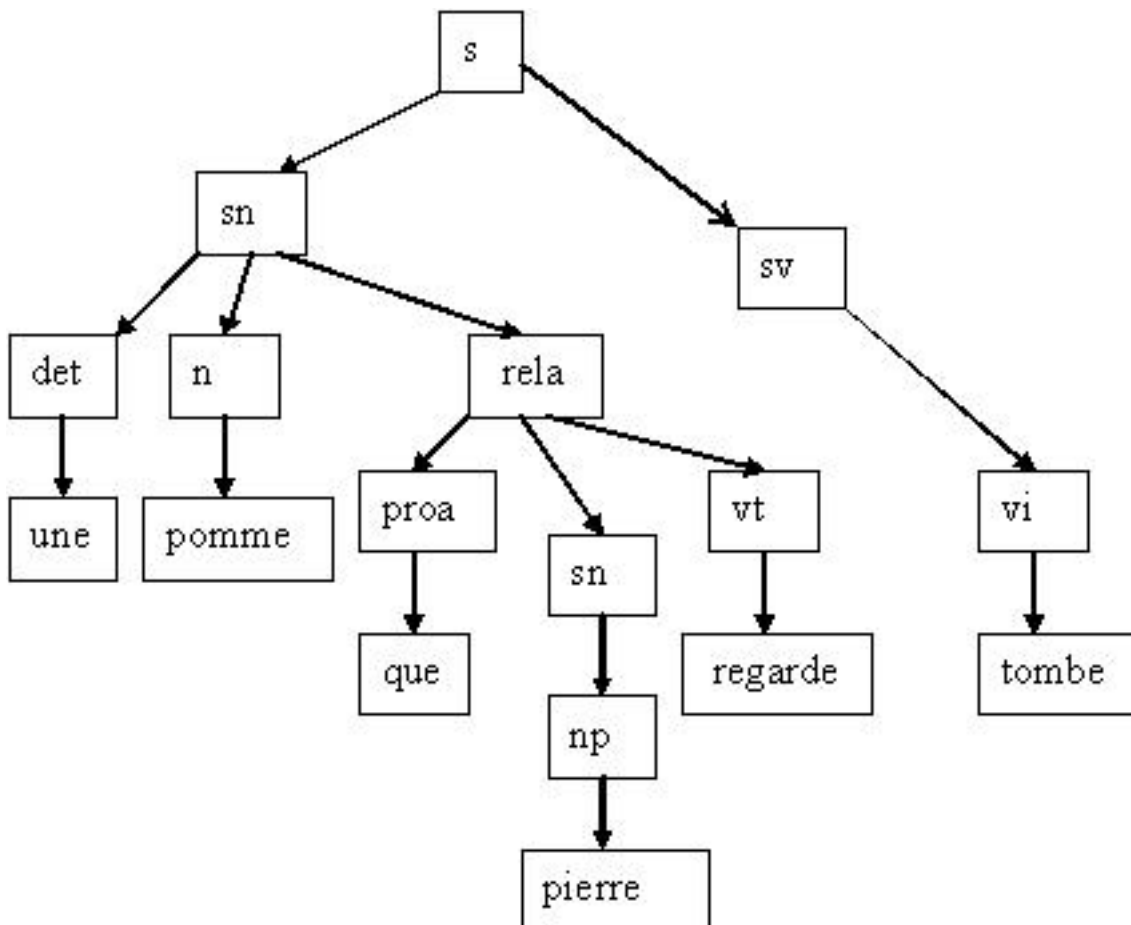 s
sn
sv
det n rela
proa vt vi
une pomme sn
que regarde tombe
np
pierre